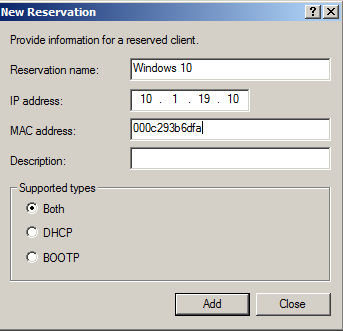 New Reservation
Provide information for a reserved client.
Reservation name: Windows 10
IP address: 10 . 1 . 19 . 10
MAC address: 000c293b6dfa
Description:
Supported types
Both
DHCP
BOOTP
Add Close